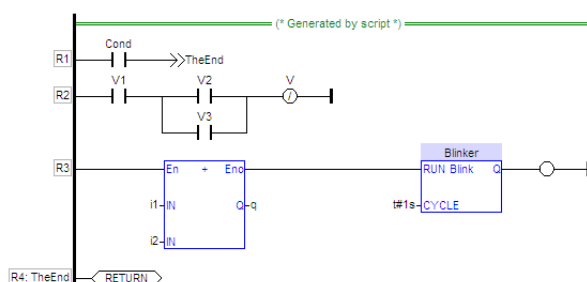 (* Generated by script *)
R1 Cond TheEnd
R2 V1 V2 V
V3
Blinker
R3 En + Eno RUN Blink Q
i1 IN Q q t#1s CYCLE
i2 IN
R4: TheEnd RETURN